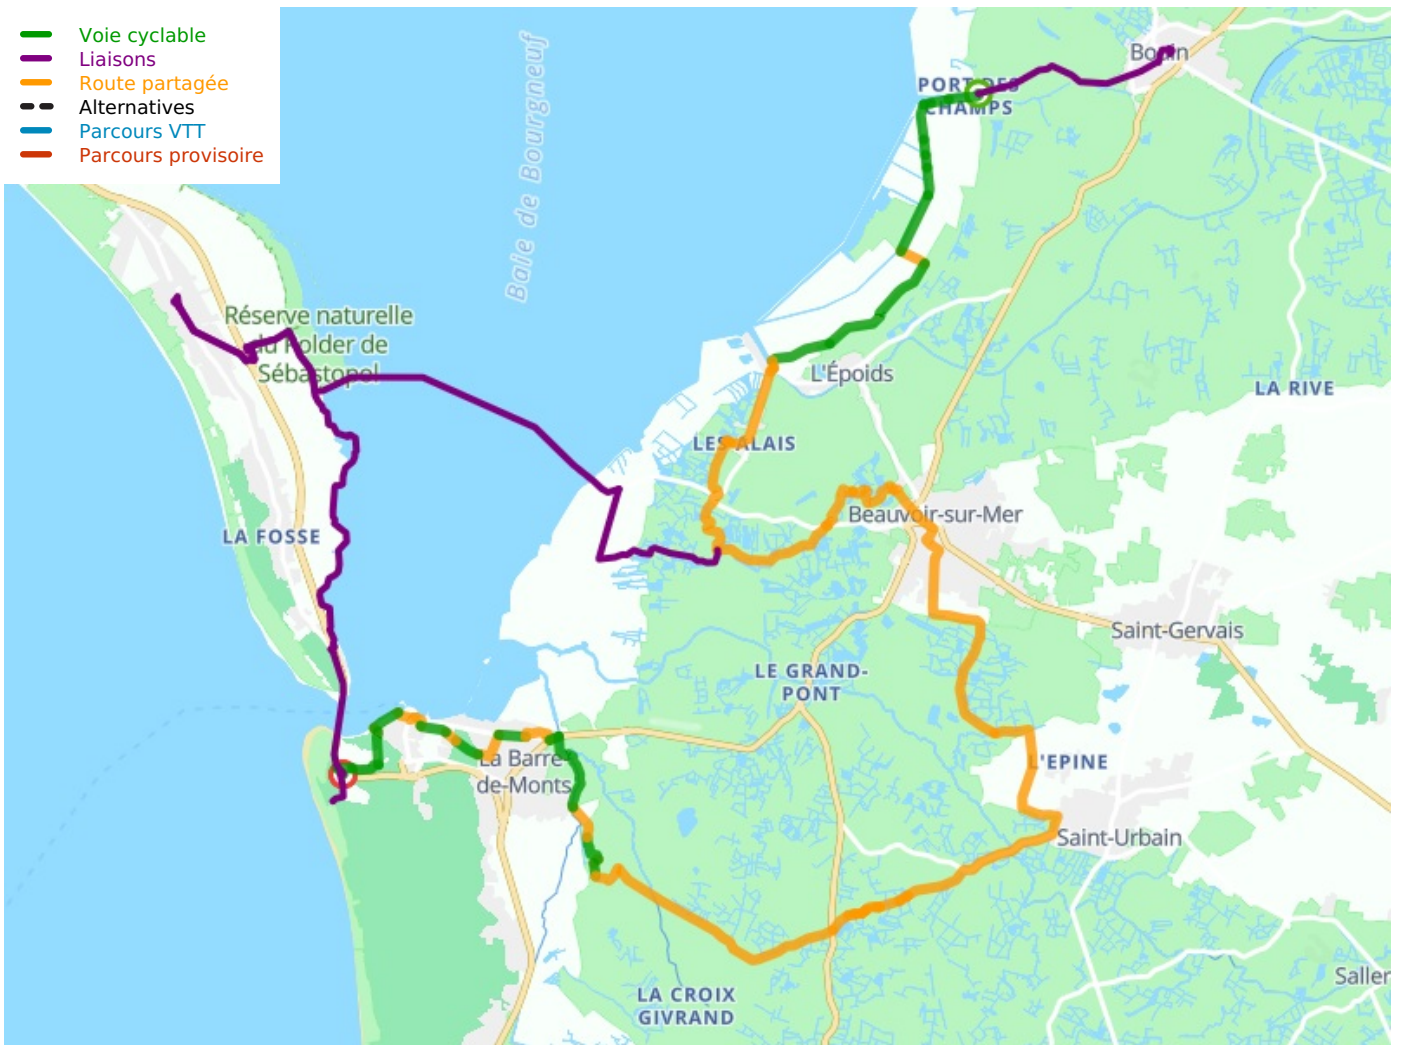 Voie cyclable
Liaisons
Route partagée
Alternatives
Parcours VTT
Parcours provisoire
Baie de Bourgneuf
Bouin
PORT DES
CHAMPS
Réserve naturelle
du Polder de
Sébastopol
L'Époids
LA RIVE
LES ALAIS
Beauvoir-sur-Mer
LA FOSSE
Saint-Gervais
LE GRAND-
PONT
L'EPINE
La Barre-
de-Monts
Saint-Urbain
Saller
LA CROIX
GIVRAND